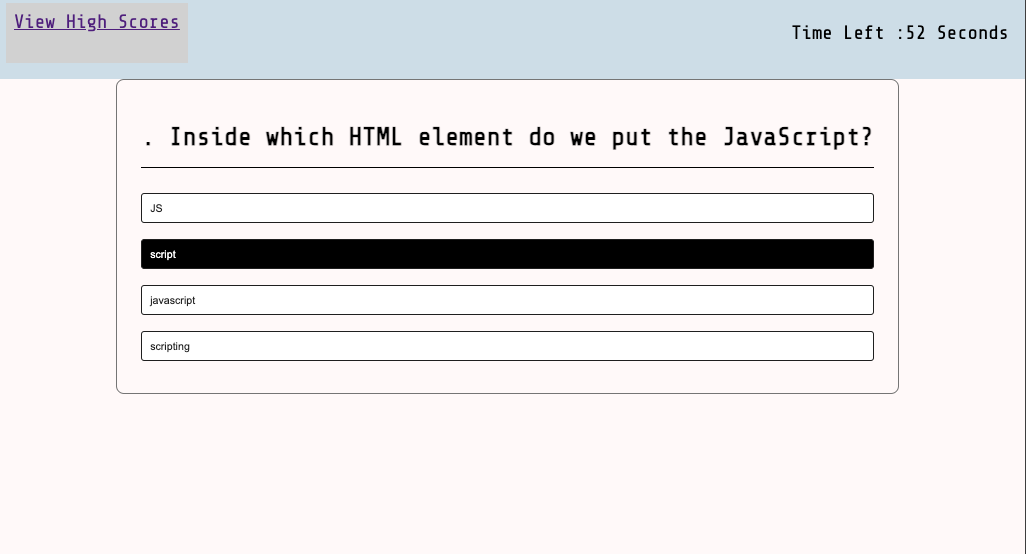 View High Scores
Time Left :52 Seconds
. Inside which HTML element do we put the JavaScript?
JS
script
javascript
scripting